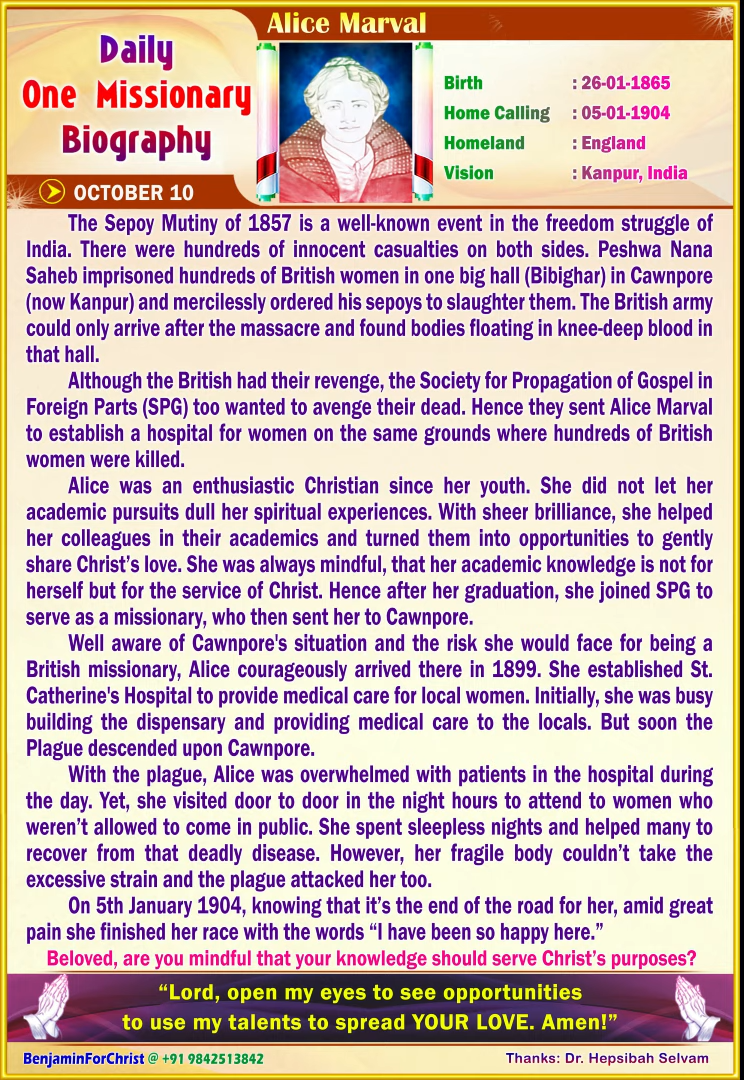 Alice Marval
Daily
One Missionary
Biography
OCTOBER 10
Birth : 26-01-1865
Home Calling : 05-01-1904
Homeland : England
Vision : Kanpur, India
The Sepoy Mutiny of 1857 is a well-known event in the freedom struggle of
India. There were hundreds of innocent casualties on both sides. Peshwa Nana
Saheb imprisoned hundreds of British women in one big hall (Bibighar) in Cawnpore
(now Kanpur) and mercilessly ordered his sepoys to slaughter them. The British army
could only arrive after the massacre and found bodies floating in knee-deep blood in
that hall.
Although the British had their revenge, the Society for Propagation of Gospel in
Foreign Parts (SPG) too wanted to avenge their dead. Hence they sent Alice Marval
to establish a hospital for women on the same grounds where hundreds of British
women were killed.
Alice was an enthusiastic Christian since her youth. She did not let her
academic pursuits dull her spiritual experiences. With sheer brilliance, she helped
her colleagues in their academics and turned them into opportunities to gently
share Christ’s love. She was always mindful, that her academic knowledge is not for
herself but for the service of Christ. Hence after her graduation, she joined SPG to
serve as a missionary, who then sent her to Cawnpore.
Well aware of Cawnpore's situation and the risk she would face for being a
British missionary, Alice courageously arrived there in 1899. She established St.
Catherine's Hospital to provide medical care for local women. Initially, she was busy
building the dispensary and providing medical care to the locals. But soon the
Plague descended upon Cawnpore.
With the plague, Alice was overwhelmed with patients in the hospital during
the day. Yet, she visited door to door in the night hours to attend to women who
weren’t allowed to come in public. She spent sleepless nights and helped many to
recover from that deadly disease. However, her fragile body couldn’t take the
excessive strain and the plague attacked her too.
On 5th January 1904, knowing that it’s the end of the road for her, amid great
pain she finished her race with the words “I have been so happy here.”
Beloved, are you mindful that your knowledge should serve Christ’s purposes?
“Lord, open my eyes to see opportunities
to use my talents to spread YOUR LOVE. Amen!”
BenjaminForChrist @ +91 9842513842
Thanks: Dr. Hepsibah Selvam